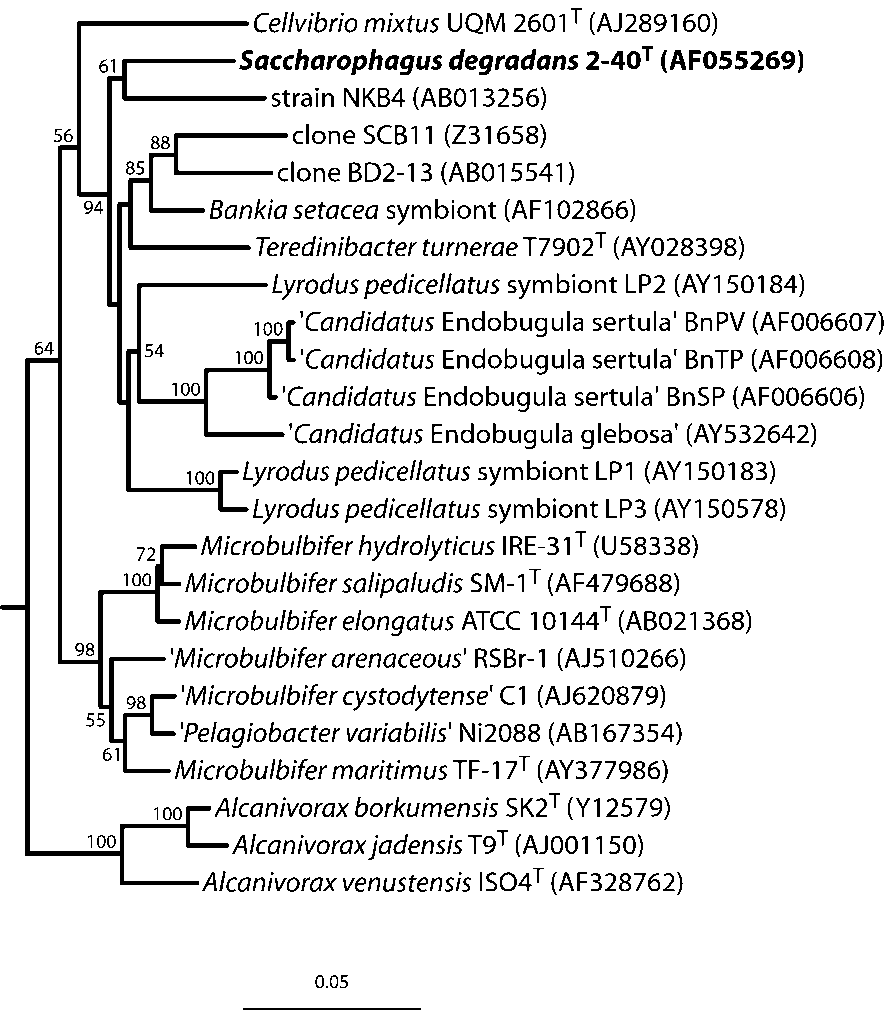 Cellvibrio mixtus UQM 2601T (AJ289160)
61 Saccharophagus degradans 2-40T (AF055269)
strain NKB4 (AB013256)
56 88 clone SCB11 (Z31658)
85 clone BD2-13 (AB015541)
94 Bankia setacea symbiont (AF102866)
Teredinibacter turnerae T7902T (AY028398)
Lyrodus pedicellatus symbiont LP2 (AY150184)
100 'Candidatus Endobugula sertula' BnPV (AF006607)
64 54 100 'Candidatus Endobugula sertula' BnTP (AF006608)
100 'Candidatus Endobugula sertula' BnSP (AF006606)
'Candidatus Endobugula glebosa' (AY532642)
100 Lyrodus pedicellatus symbiont LP1 (AY150183)
Lyrodus pedicellatus symbiont LP3 (AY150578)
72 Microbulbifer hydrolyticus IRE-31T (U58338)
100 Microbulbifer salipaludis SM-1T (AF479688)
Microbulbifer elongatus ATCC 10144T (AB021368)
98 'Microbulbifer arenaceous' RSBr-1 (AJ510266)
98 'Microbulbifer cystodytense' C1 (AJ620879)
55 'Pelagiobacter variabilis' Ni2088 (AB167354)
61 Microbulbifer maritimus TF-17T (AY377986)
100 Alcanivorax borkumensis SK2T (Y12579)
100 Alcanivorax jadensis T9T (AJ001150)
Alcanivorax venustensis ISO4T (AF328762)
0.05